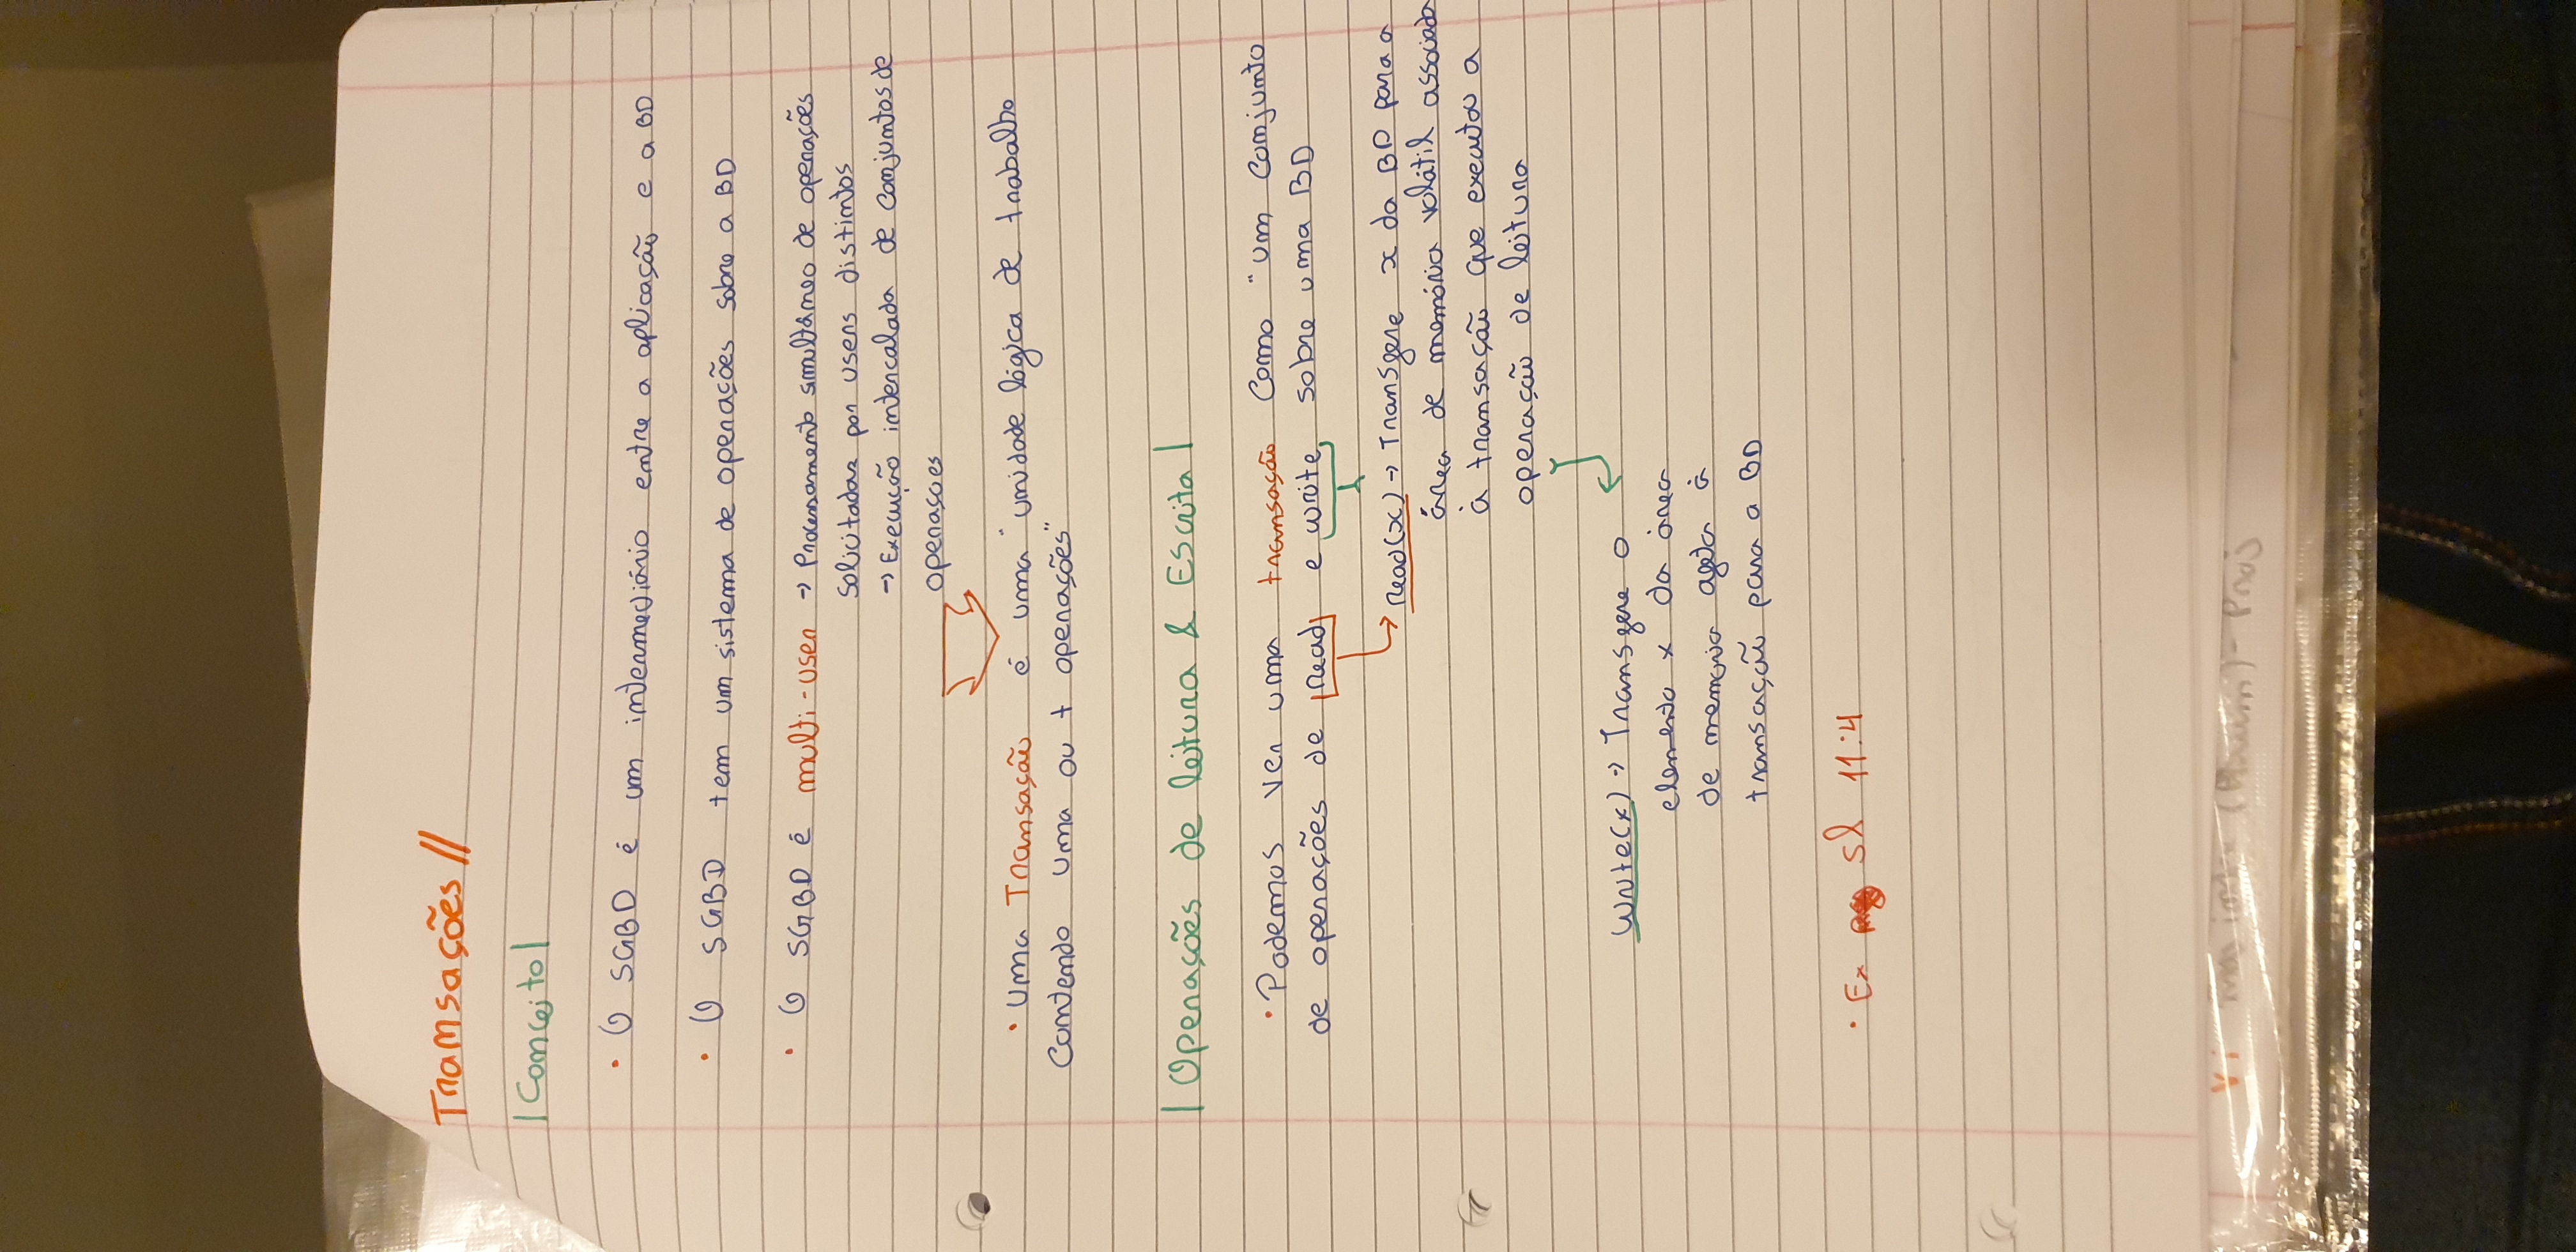 Transações //
| Conceito |
• O SGBD é um intermediário entre a aplicação e a BD
• O SGBD tem um sistema de operações sobre a BD
• O SGBD é multi-user → Processamento simultâneo de operações
solicitadas por users distintos
→ Execução intercalada de conjuntos de
operações
• Uma Transação é uma "unidade lógica de trabalho
contendo uma ou + operações"
| Operações de leitura & Escrita |
• Podemos ver uma transação como "um conjunto
de operações de read e write sobre uma BD
read(x) → Transfere x da BD para a
área de memória volátil associada
à transação que executou a
operação de leitura
write(x) → Transfere o
elemento x da área
de memoria afeta à
transação para a BD
• Ex sl 11:4
- Proj